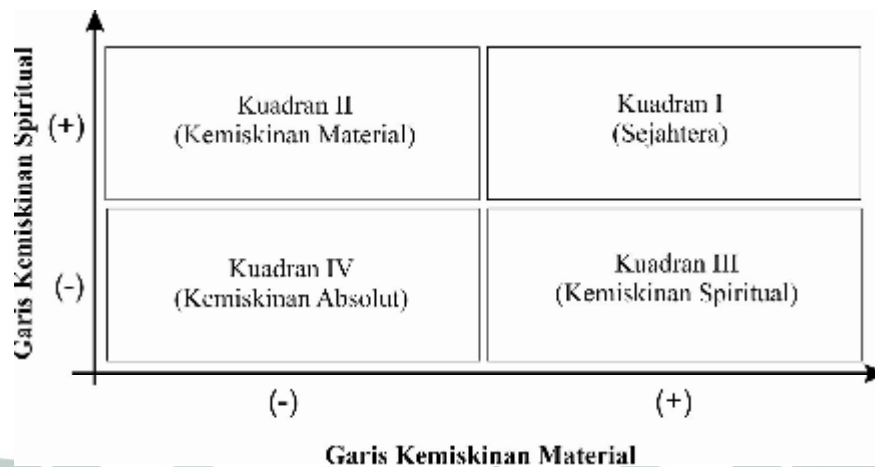 Garis Kemiskinan Spiritual
(+)
Kuadran II
(Kemiskinan Material)
Kuadran I
(Sejahtera)
(-)
Kuadran IV
(Kemiskinan Absolut)
Kuadran III
(Kemiskinan Spiritual)
(-)
(+)
Garis Kemiskinan Material